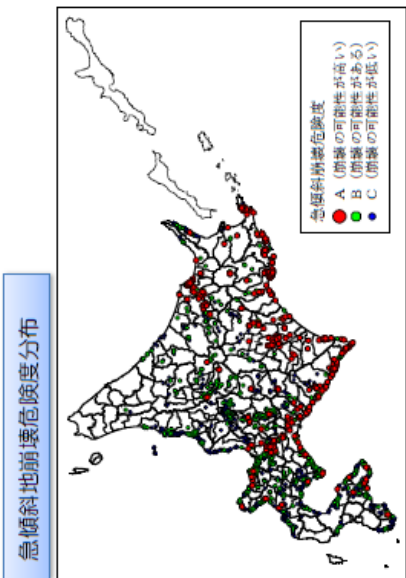 急傾斜地崩壊危険度分布
急傾斜崩壊危険度
A (崩壊の可能性が高い)
B (崩壊の可能性がある)
C (崩壊の可能性が低い)